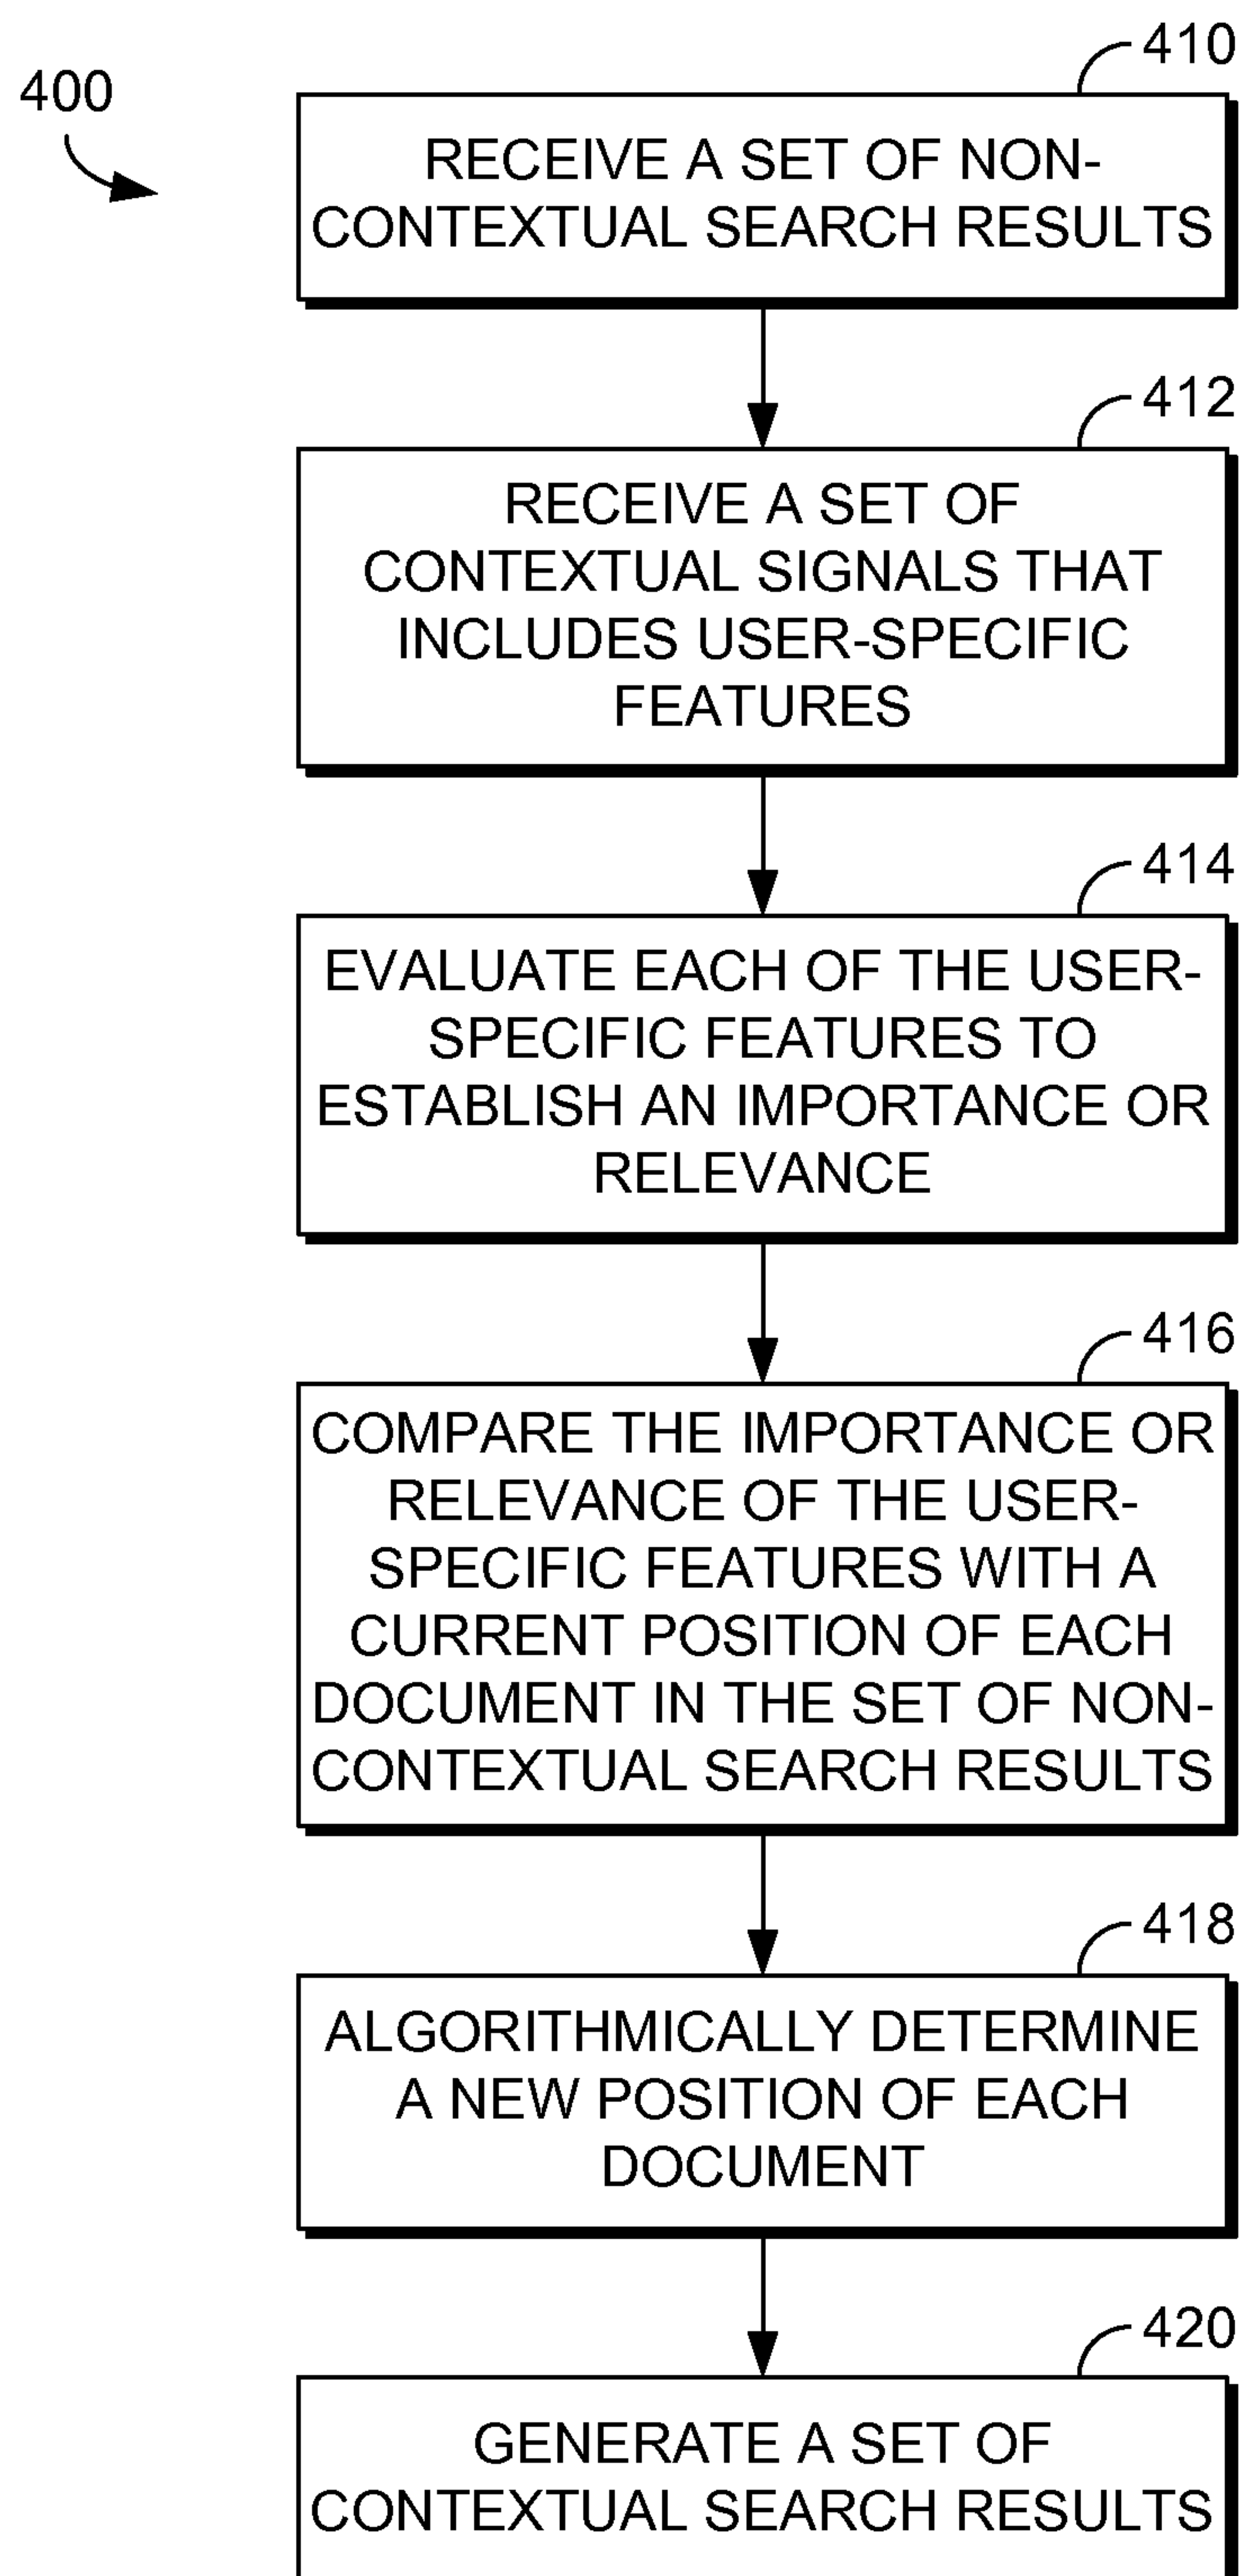 400
410
RECEIVE A SET OF NON-
CONTEXTUAL SEARCH RESULTS
412
RECEIVE A SET OF
CONTEXTUAL SIGNALS THAT
INCLUDES USER-SPECIFIC
FEATURES
414
EVALUATE EACH OF THE USER-
SPECIFIC FEATURES TO
ESTABLISH AN IMPORTANCE OR
RELEVANCE
416
COMPARE THE IMPORTANCE OR
RELEVANCE OF THE USER-
SPECIFIC FEATURES WITH A
CURRENT POSITION OF EACH
DOCUMENT IN THE SET OF NON-
CONTEXTUAL SEARCH RESULTS
418
ALGORITHMICALLY DETERMINE
A NEW POSITION OF EACH
DOCUMENT
420
GENERATE A SET OF
CONTEXTUAL SEARCH RESULTS